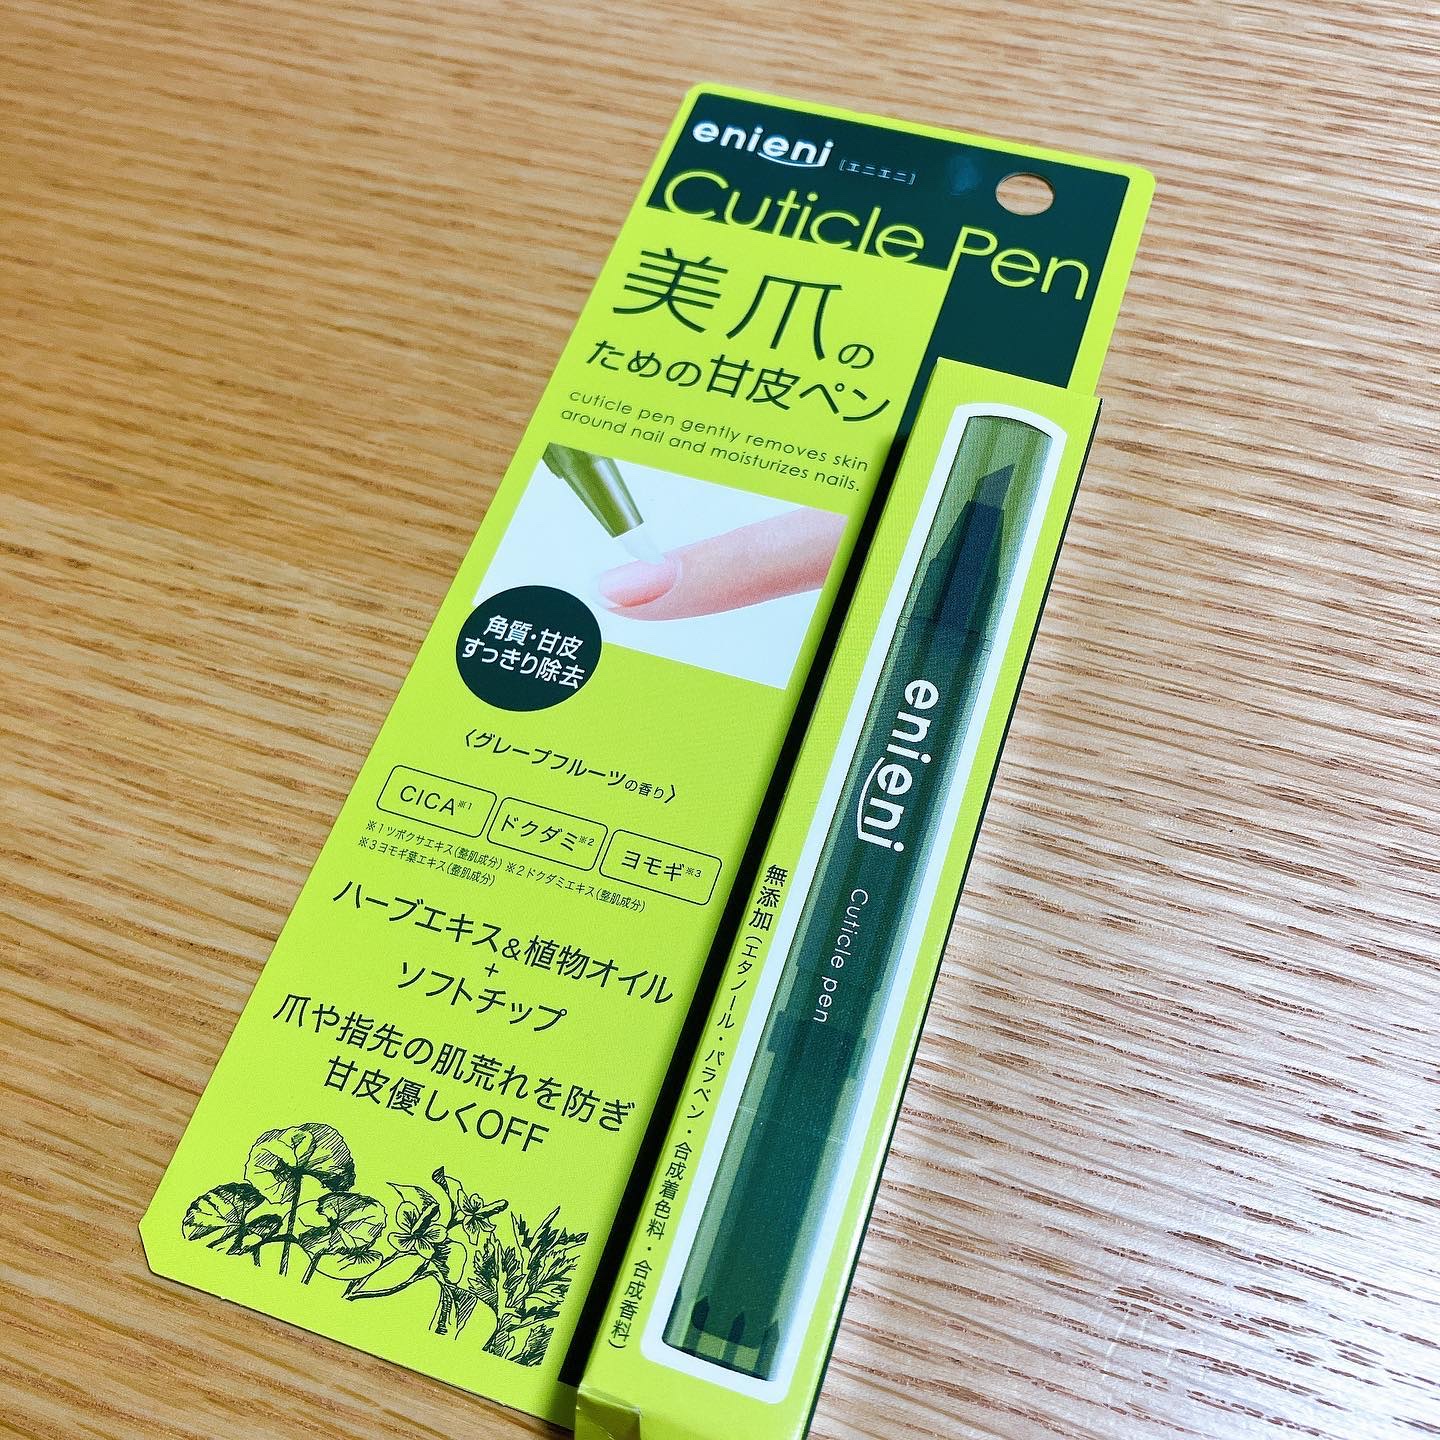 enieni [エニエニ]
Cuticle Pen
美爪の
ための甘皮ペン
cuticle pen gently removes skin
around nail and moisturizes nails.
角質・甘皮
すっきり除去
〈グレープフルーツの香り〉
CICA※1 ドクダミ※2 ヨモギ※3
※1ツボクサエキス(整肌成分) ※2ドクダミエキス(整肌成分)
※3ヨモギ葉エキス(整肌成分)
ハーブエキス&植物オイル
+
ソフトチップ
爪や指先の肌荒れを防ぎ
甘皮優しくOFF
無添加(エタノール・パラベン・合成着色料・合成香料)
enieni Cuticle pen